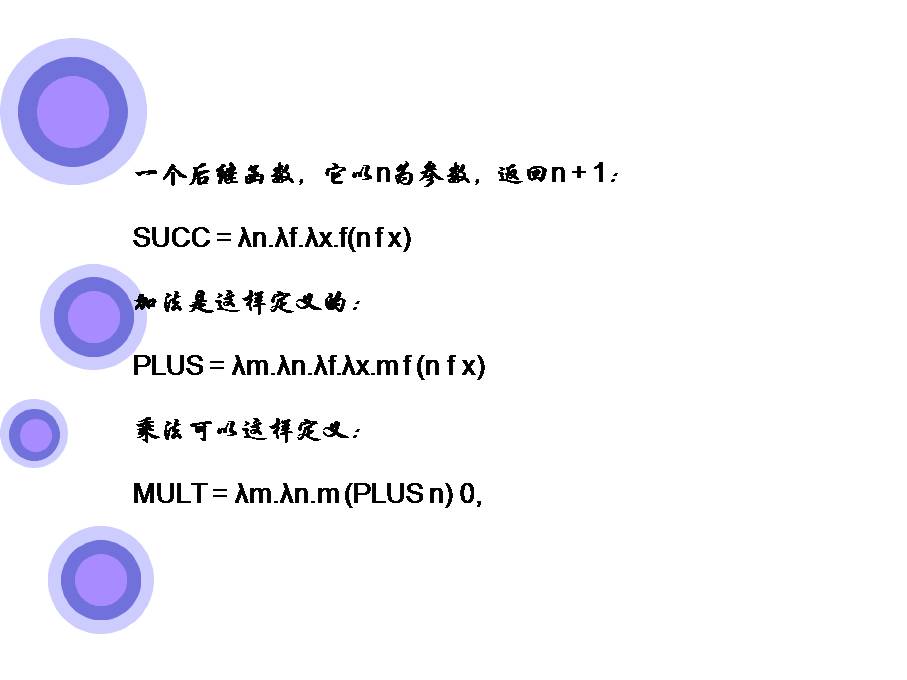 一个后继函数，它以n为参数，返回n + 1：
SUCC = λn.λf.λx.f(n f x)
加法是这样定义的：
PLUS = λm.λn.λf.λx.m f (n f x)
乘法可以这样定义：
MULT = λm.λn.m (PLUS n) 0,